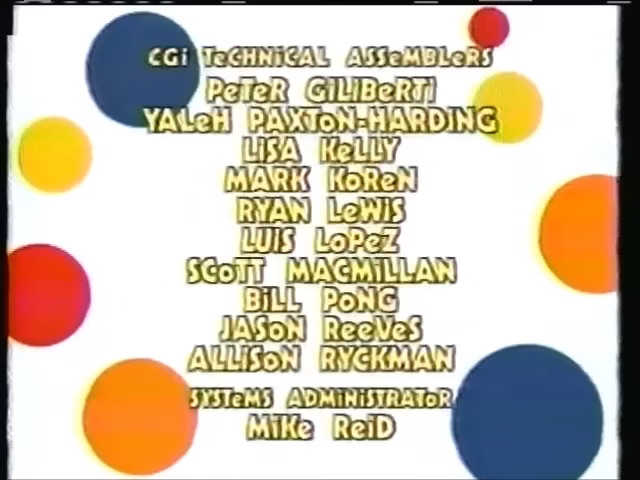 CGi TeCHNiCAL ASSeMBLeRS
PeTeR GiLiBeRTi
YALeH PAXToN-HARDiNG
LiSA KeLLY
MARK KoReN
RYAN LeWiS
LUiS LoPeZ
SCoTT MACMiLLAN
BiLL PoNG
JASoN ReeVeS
ALLiSoN RYCKMAN
SYSTeMS ADMiNiSTRAToR
MiKe ReiD